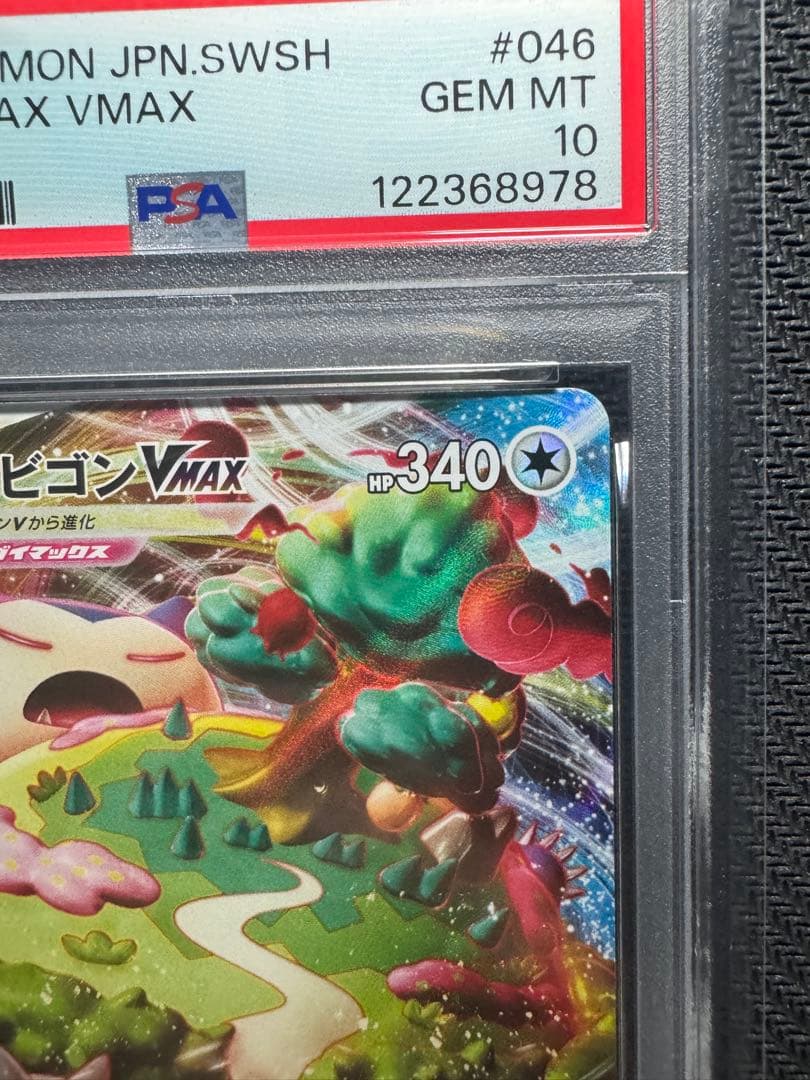 MON JPN.SWSH #046
AX VMAX GEM MT
10
PSA 122368978
ビゴンVMAX HP340
ンVから進化
ダイマックス